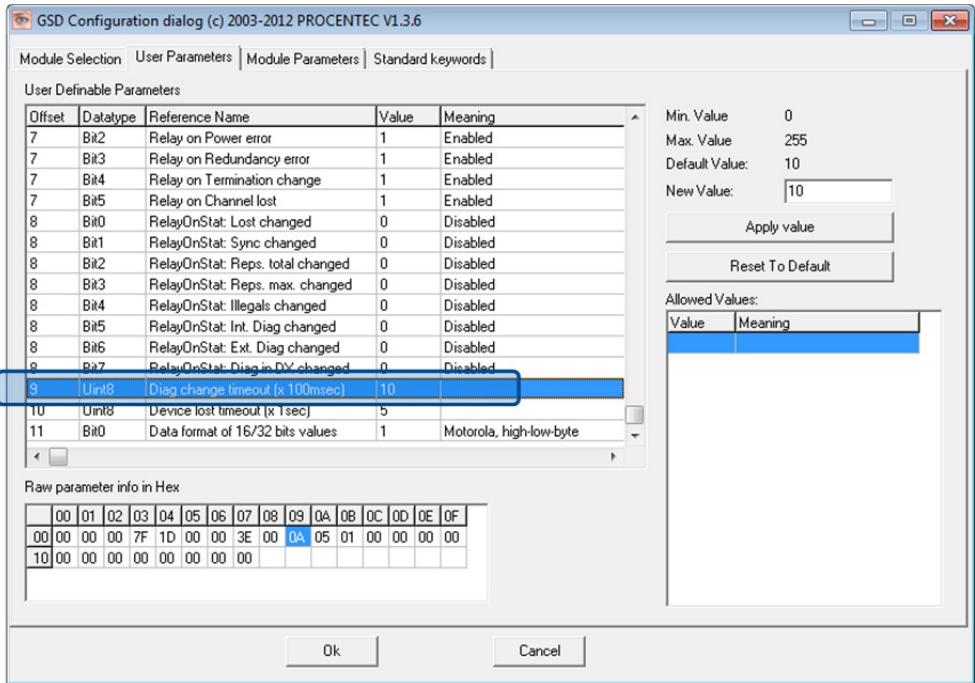 GSD Configuration dialog (c) 2003-2012 PROCENTEC V1.3.6
Module Selection User Parameters Module Parameters Standard keywords
User Definable Parameters
Offset Datatype Reference Name Value Meaning
7 Bit2 Relay on Power error 1 Enabled
7 Bit3 Relay on Redundancy error 1 Enabled
7 Bit4 Relay on Termination change 1 Enabled
7 Bit5 Relay on Channel lost 1 Enabled
8 Bit0 RelayOnStat: Lost changed 0 Disabled
8 Bit1 RelayOnStat: Sync changed 0 Disabled
8 Bit2 RelayOnStat: Reps. total changed 0 Disabled
8 Bit3 RelayOnStat: Reps. max. changed 0 Disabled
8 Bit4 RelayOnStat: Illegals changed 0 Disabled
8 Bit5 RelayOnStat: Int. Diag changed 0 Disabled
8 Bit6 RelayOnStat: Ext. Diag changed 0 Disabled
8 Bit7 RelayOnStat: Diag in DX changed 0 Disabled
9 Uint8 Diag change timeout (x 100msec) 10
10 Uint8 Device lost timeout (x 1sec) 5
11 Bit0 Data format of 16/32 bits values 1 Motorola, high-low-byte
Min. Value 0
Max. Value 255
Default Value: 10
New Value: 10
Apply value
Reset To Default
Allowed Values:
Value Meaning
Raw parameter info in Hex
00 01 02 03 04 05 06 07 08 09 0A 0B 0C 0D 0E 0F
00 00 00 00 7F 1D 00 00 3E 00 0A 05 01 00 00 00 00
10 00 00 00 00 00 00 00 00
Ok Cancel